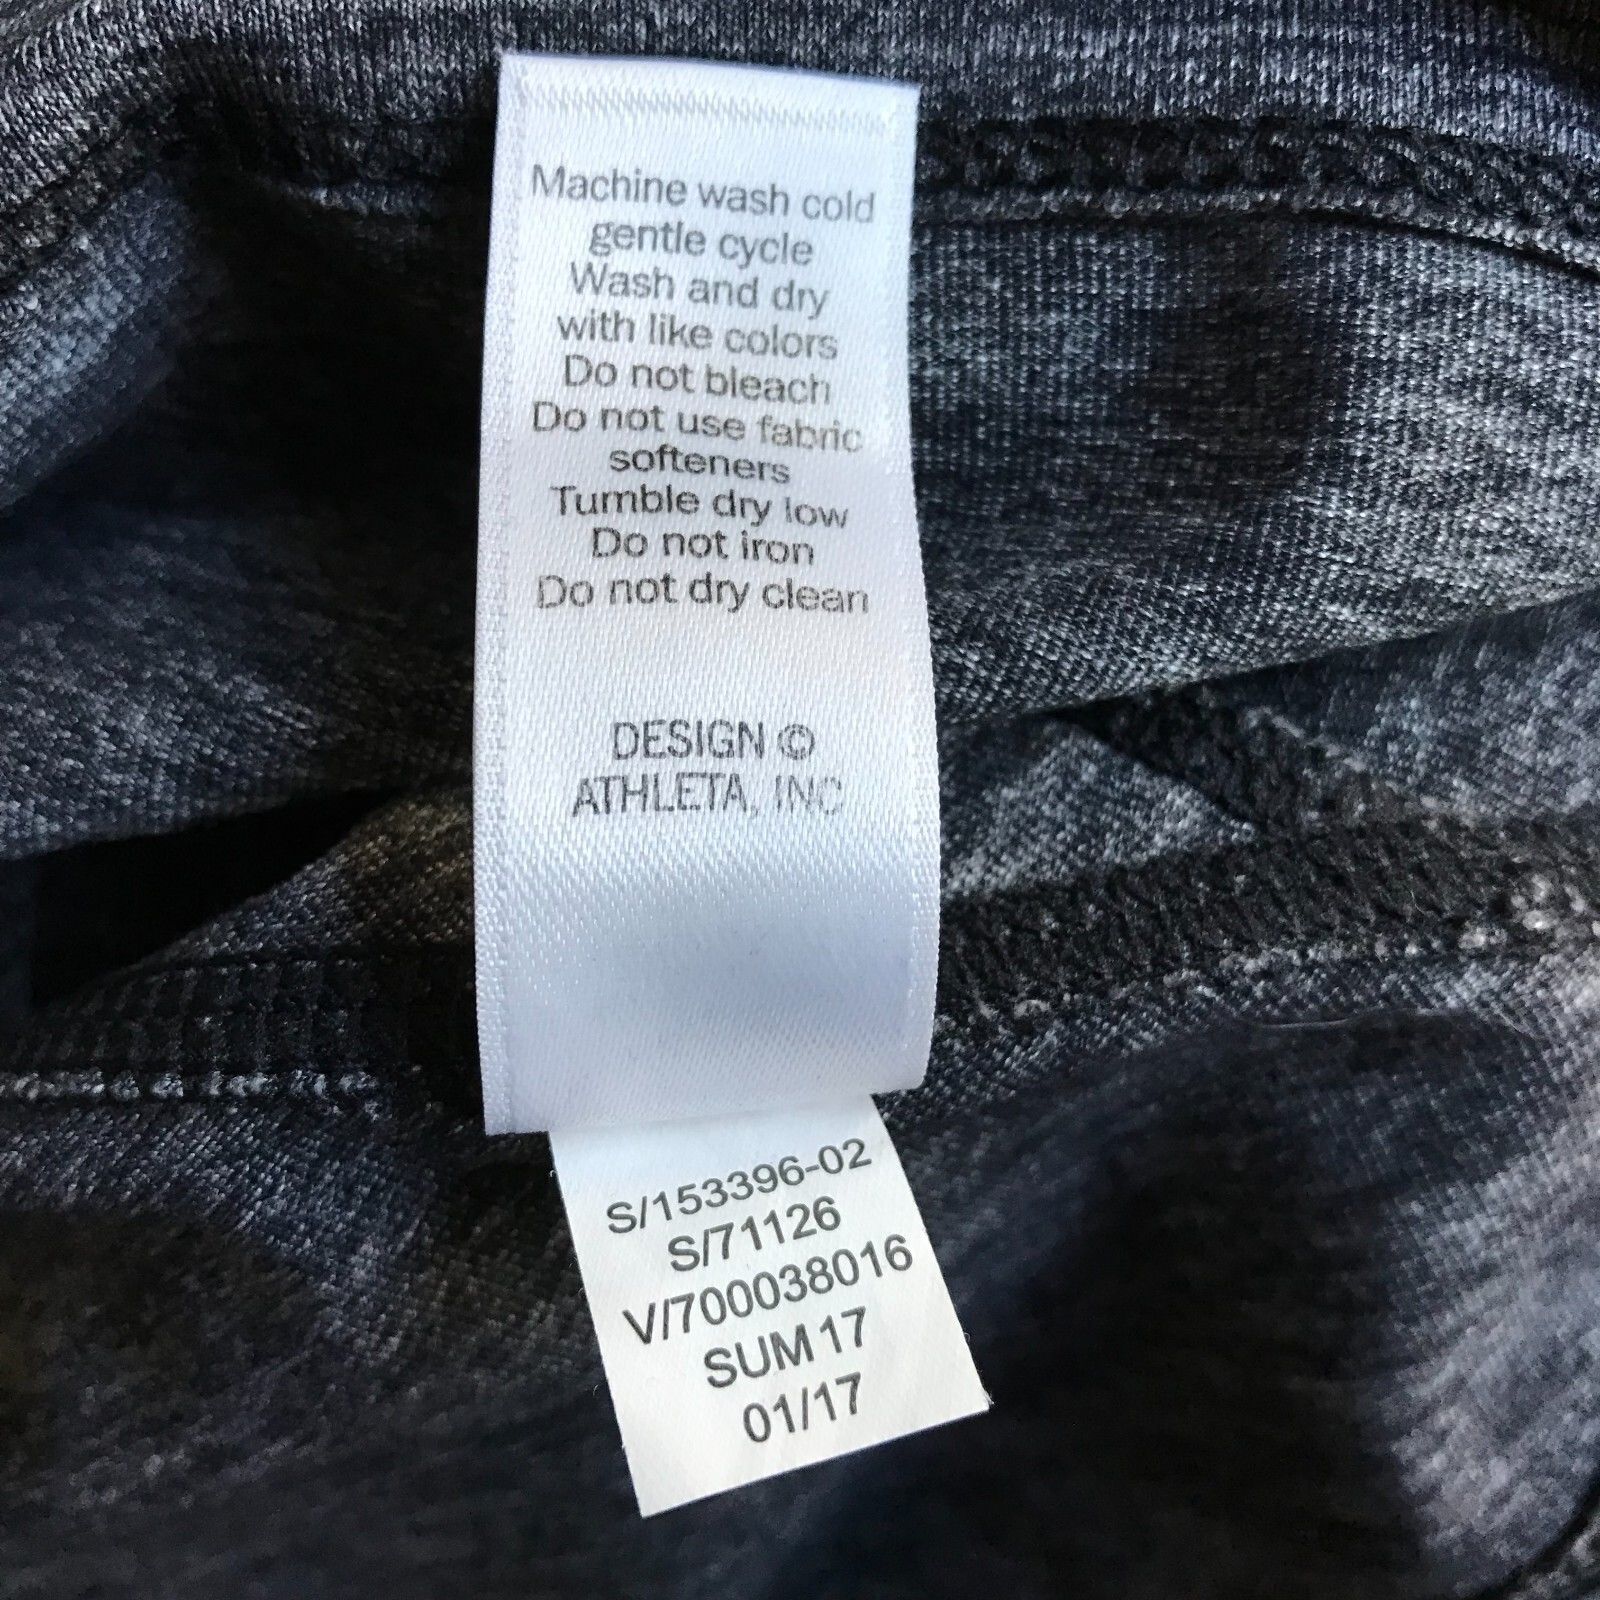 Machine wash cold
gentle cycle
Wash and dry
with like colors
Do not bleach
Do not use fabric
softeners
Tumble dry low
Do not iron
Do not dry clean
DESIGN ©
ATHLETA, INC
S/153396-02
S/71126
V/700038016
SUM 17
01/17